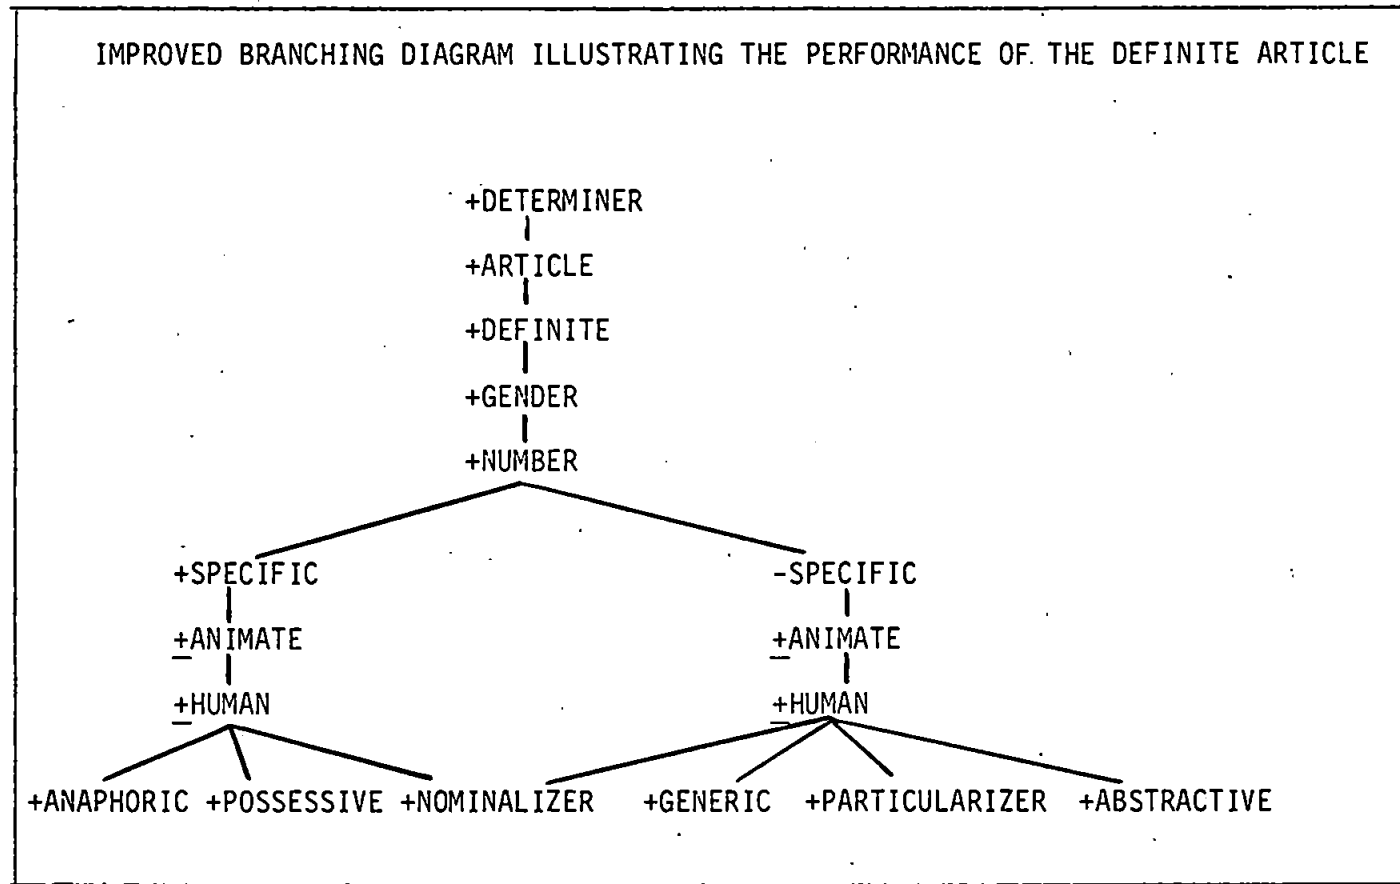 IMPROVED BRANCHING DIAGRAM ILLUSTRATING THE PERFORMANCE OF THE DEFINITE ARTICLE
+DETERMINER
+ARTICLE
+DEFINITE
+GENDER
+NUMBER
+SPECIFIC -SPECIFIC
±ANIMATE ±ANIMATE
±HUMAN ±HUMAN
+ANAPHORIC +POSSESSIVE +NOMINALIZER +GENERIC +PARTICULARIZER +ABSTRACTIVE